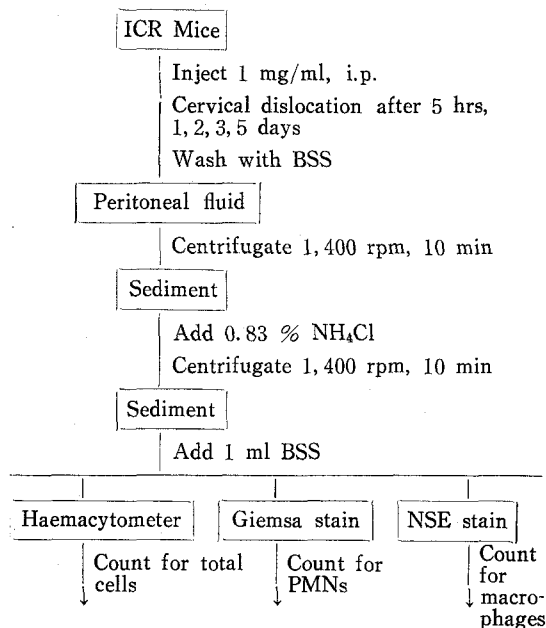 ICR Mice
Inject 1 mg/ml, i.p.
Cervical dislocation after 5 hrs,
1, 2, 3, 5 days
Wash with BSS
Peritoneal fluid
Centrifugate 1,400 rpm, 10 min
Sediment
Add 0.83 % NH₄Cl
Centrifugate 1,400 rpm, 10 min
Sediment
Add 1 ml BSS
Haemacytometer
Giemsa stain
NSE stain
Count for total
cells
Count for
PMNs
Count
for
macro-
phages